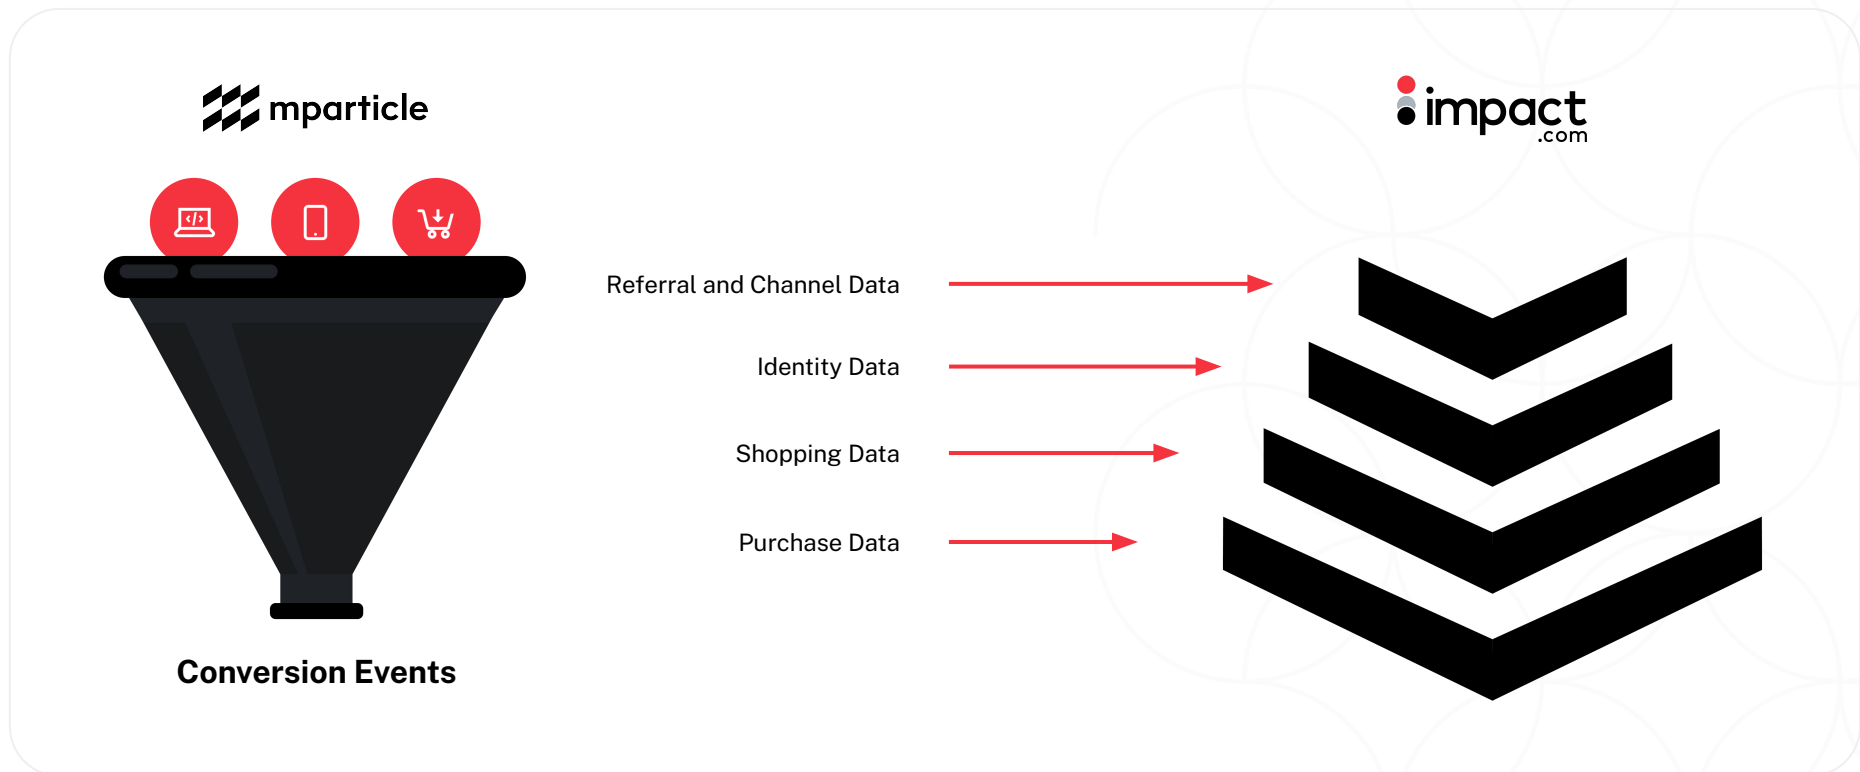 mparticle
impact
.com
Referral and Channel Data
Identity Data
Shopping Data
Purchase Data
Conversion Events